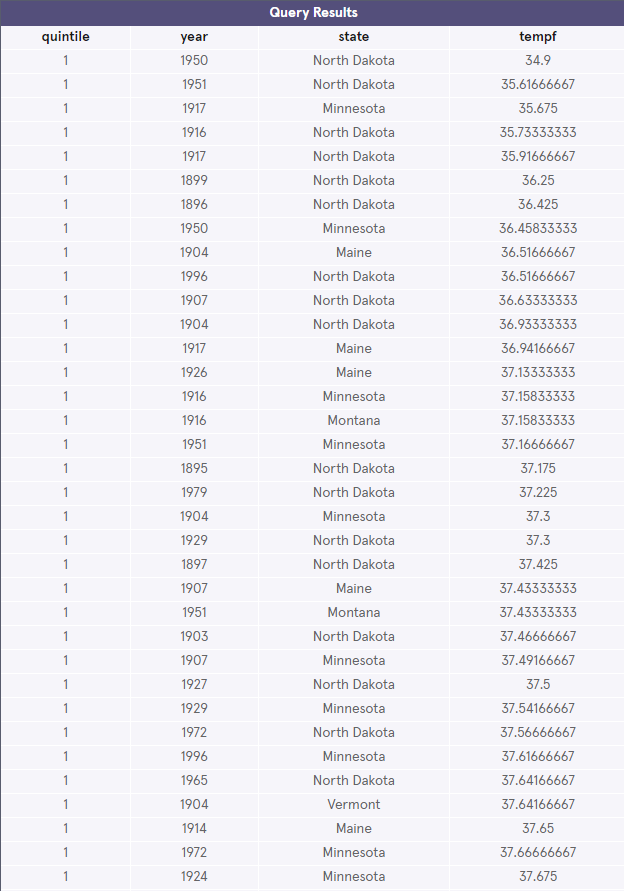 Query Results
quintile year state tempf
1 1950 North Dakota 34.9
1 1951 North Dakota 35.61666667
1 1917 Minnesota 35.675
1 1916 North Dakota 35.73333333
1 1917 North Dakota 35.91666667
1 1899 North Dakota 36.25
1 1896 North Dakota 36.425
1 1950 Minnesota 36.45833333
1 1904 Maine 36.51666667
1 1996 North Dakota 36.51666667
1 1907 North Dakota 36.63333333
1 1904 North Dakota 36.93333333
1 1917 Maine 36.94166667
1 1926 Maine 37.13333333
1 1916 Minnesota 37.15833333
1 1916 Montana 37.15833333
1 1951 Minnesota 37.16666667
1 1895 North Dakota 37.175
1 1979 North Dakota 37.225
1 1904 Minnesota 37.3
1 1929 North Dakota 37.3
1 1897 North Dakota 37.425
1 1907 Maine 37.43333333
1 1951 Montana 37.43333333
1 1903 North Dakota 37.46666667
1 1907 Minnesota 37.49166667
1 1927 North Dakota 37.5
1 1929 Minnesota 37.54166667
1 1972 North Dakota 37.56666667
1 1996 Minnesota 37.61666667
1 1965 North Dakota 37.64166667
1 1904 Vermont 37.64166667
1 1914 Maine 37.65
1 1972 Minnesota 37.66666667
1 1924 Minnesota 37.675